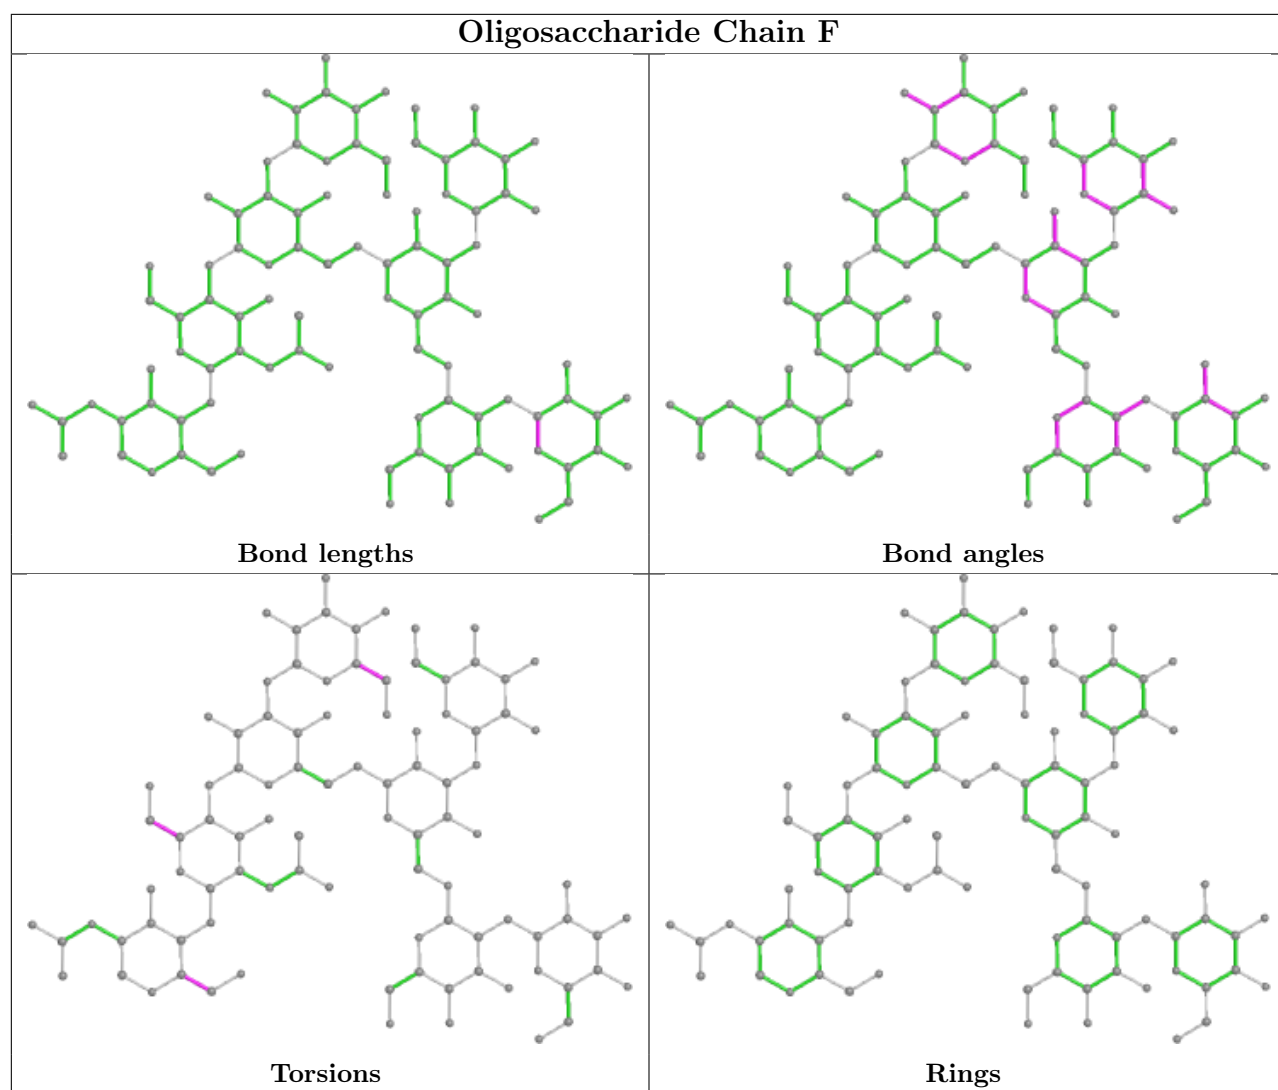 Oligosaccharide Chain F
Bond lengths
Bond angles
Torsions
Rings